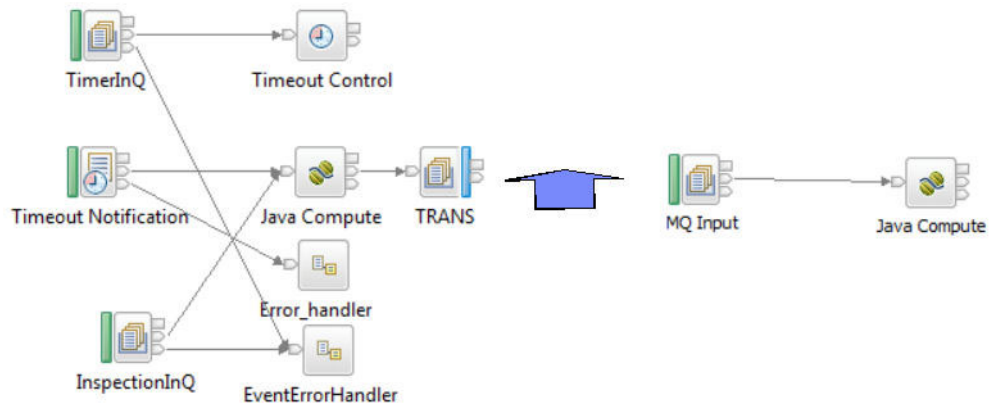 TimerInQ
Timeout Control
Timeout Notification
Java Compute
TRANS
MQ Input
Java Compute
Error_handler
InspectionInQ
EventErrorHandler